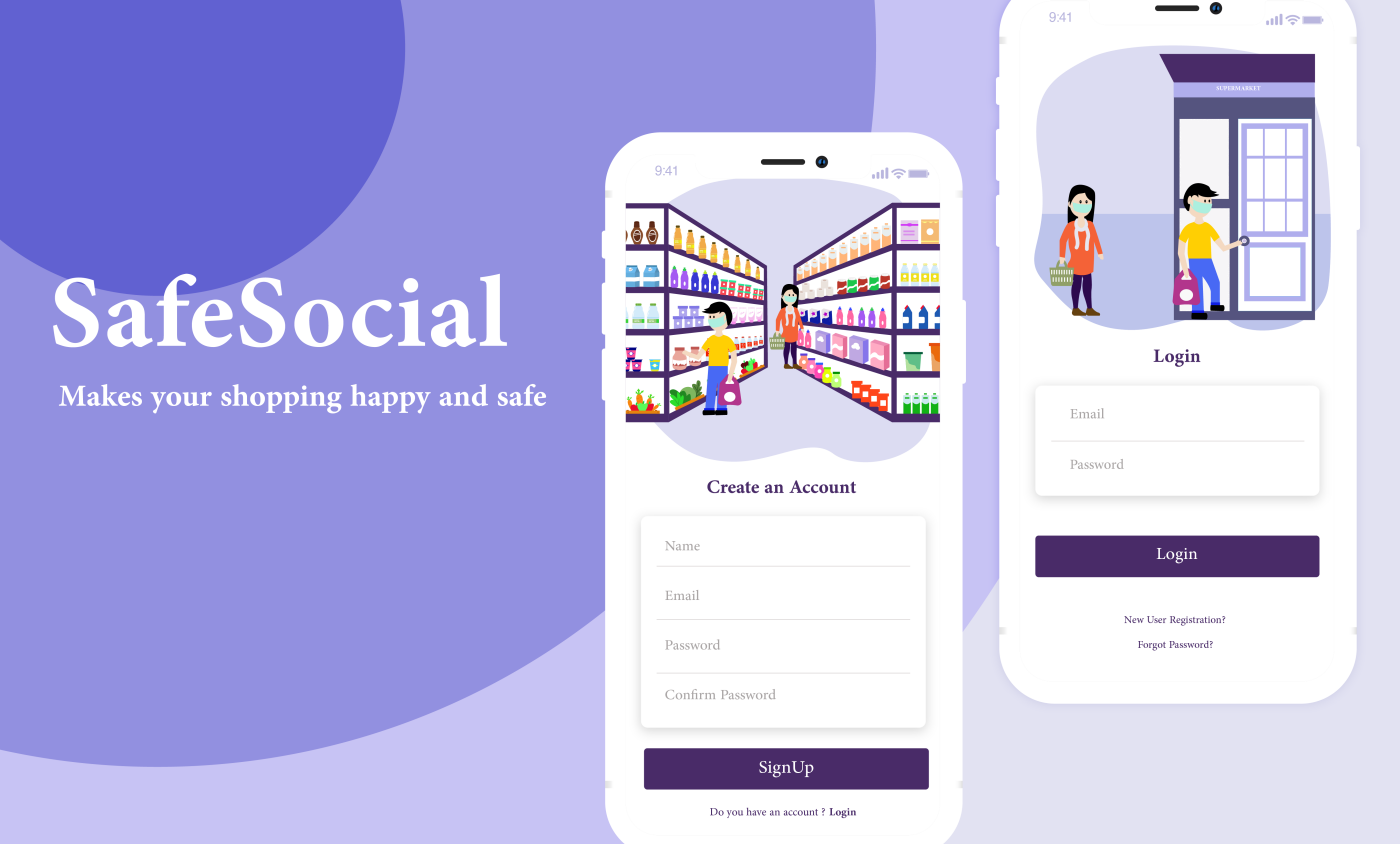 SafeSocial
Makes your shopping happy and safe
9:41
Create an Account
Name
Email
Password
Confirm Password
SignUp
Do you have an account ? Login
9:41
SUPERMARKET
Login
Email
Password
Login
New User Registration?
Forgot Password?